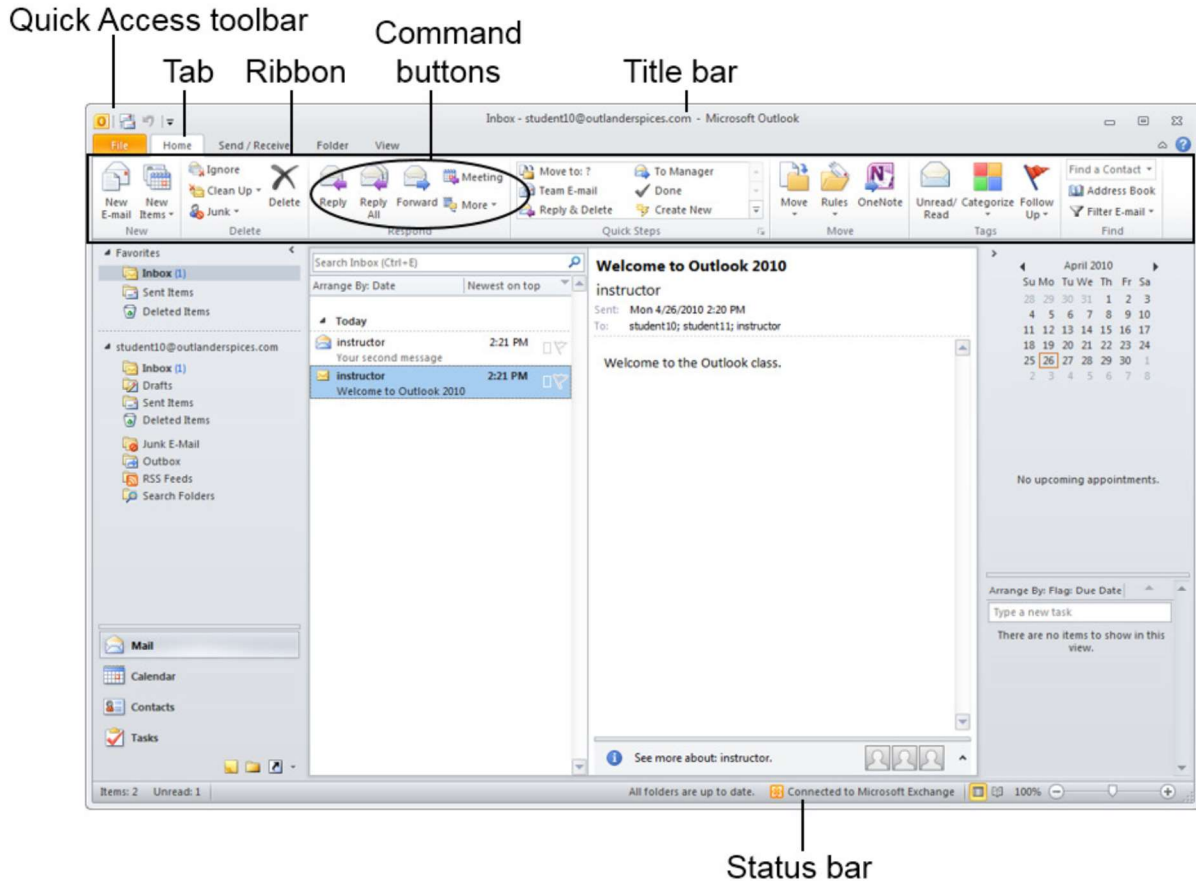 Quick Access toolbar
Command
buttons
Tab
Ribbon
Title bar
Inbox - student10@outlanderspices.com - Microsoft Outlook
File Home Send / Receive Folder View
New E-mail
New Items
New
Ignore
Clean Up
Junk
Delete
Delete
Reply
Reply All
Forward
Meeting
More
Respond
Move to: ?
Team E-mail
Reply & Delete
To Manager
Done
Create New
Quick Steps
Move
Rules
OneNote
Move
Unread/ Read
Categorize
Follow Up
Tags
Find a Contact
Address Book
Filter E-mail
Find
Favorites
Inbox (1)
Sent Items
Deleted Items
student10@outlanderspices.com
Inbox (1)
Drafts
Sent Items
Deleted Items
Junk E-Mail
Outbox
RSS Feeds
Search Folders
Mail
Calendar
Contacts
Tasks
Search Inbox (Ctrl+E)
Arrange By: Date Newest on top
Today
instructor 2:21 PM
Your second message
instructor 2:21 PM
Welcome to Outlook 2010
Welcome to Outlook 2010
instructor
Sent: Mon 4/26/2010 2:20 PM
To: student10; student11; instructor
Welcome to the Outlook class.
See more about: instructor.
April 2010
Su Mo Tu We Th Fr Sa
28 29 30 31 1 2 3
4 5 6 7 8 9 10
11 12 13 14 15 16 17
18 19 20 21 22 23 24
25 26 27 28 29 30 1
2 3 4 5 6 7 8
No upcoming appointments.
Arrange By: Flag: Due Date
Type a new task
There are no items to show in this
view.
Items: 2 Unread: 1
All folders are up to date. Connected to Microsoft Exchange 100%
Status bar